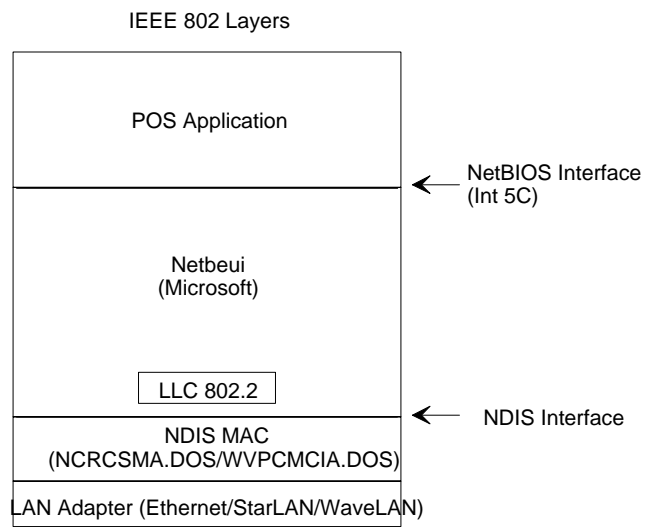 IEEE 802 Layers
POS Application
NetBIOS Interface
(Int 5C)
Netbeui
(Microsoft)
LLC 802.2
NDIS Interface
NDIS MAC
(NCRCSMA.DOS/WVPCMCIA.DOS)
LAN Adapter (Ethernet/StarLAN/WaveLAN)